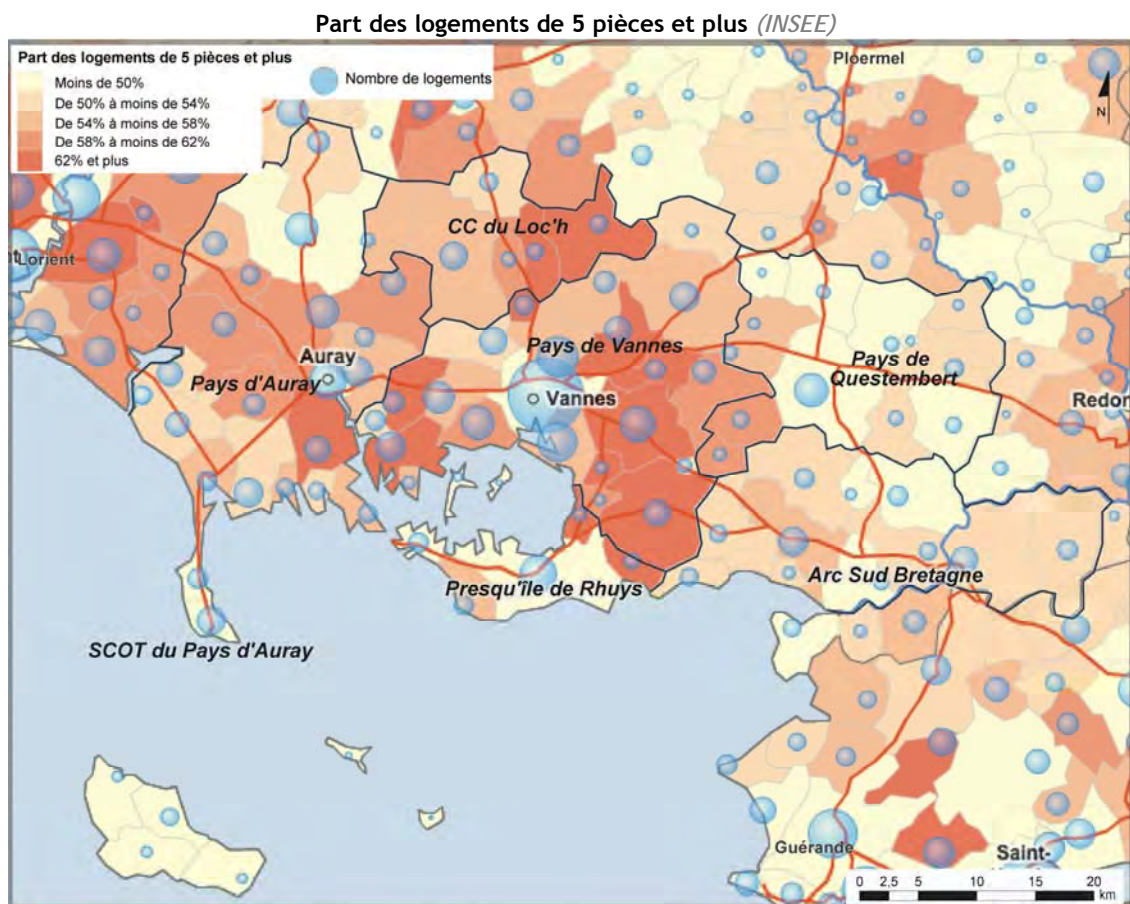 Part des logements de 5 pièces et plus (INSEE)
Part des logements de 5 pièces et plus
Moins de 50%
De 50% à moins de 54%
De 54% à moins de 58%
De 58% à moins de 62%
62% et plus
Nombre de logements
Ploermel
N
CC du Loc'h
Lorient
Pays de Vannes
Auray
Pays d'Auray
Pays de
Questembert
Vannes
Redon
Presqu'île de Rhuys
Arc Sud Bretagne
SCOT du Pays d'Auray
Guérande
Saint-
0 2,5 5 10 15 20
km